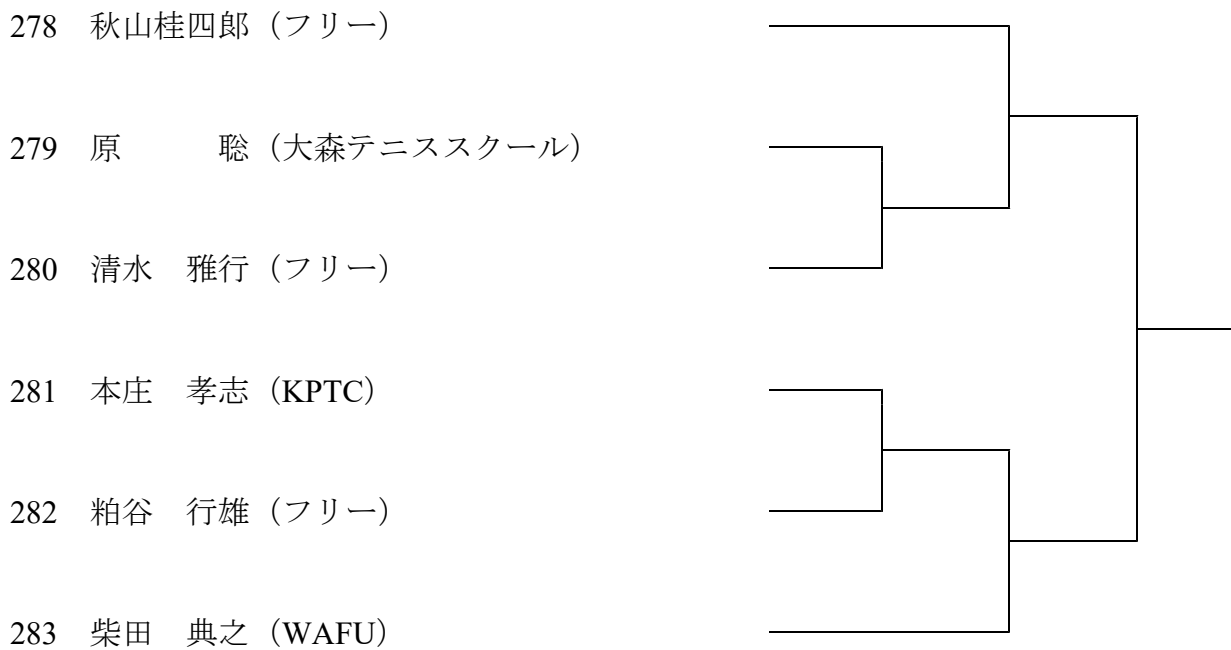 278 秋山桂四郎（フリー）
279 原　　聡（大森テニススクール）
280 清水　雅行（フリー）
281 本庄　孝志（KPTC）
282 粕谷　行雄（フリー）
283 柴田　典之（WAFU）